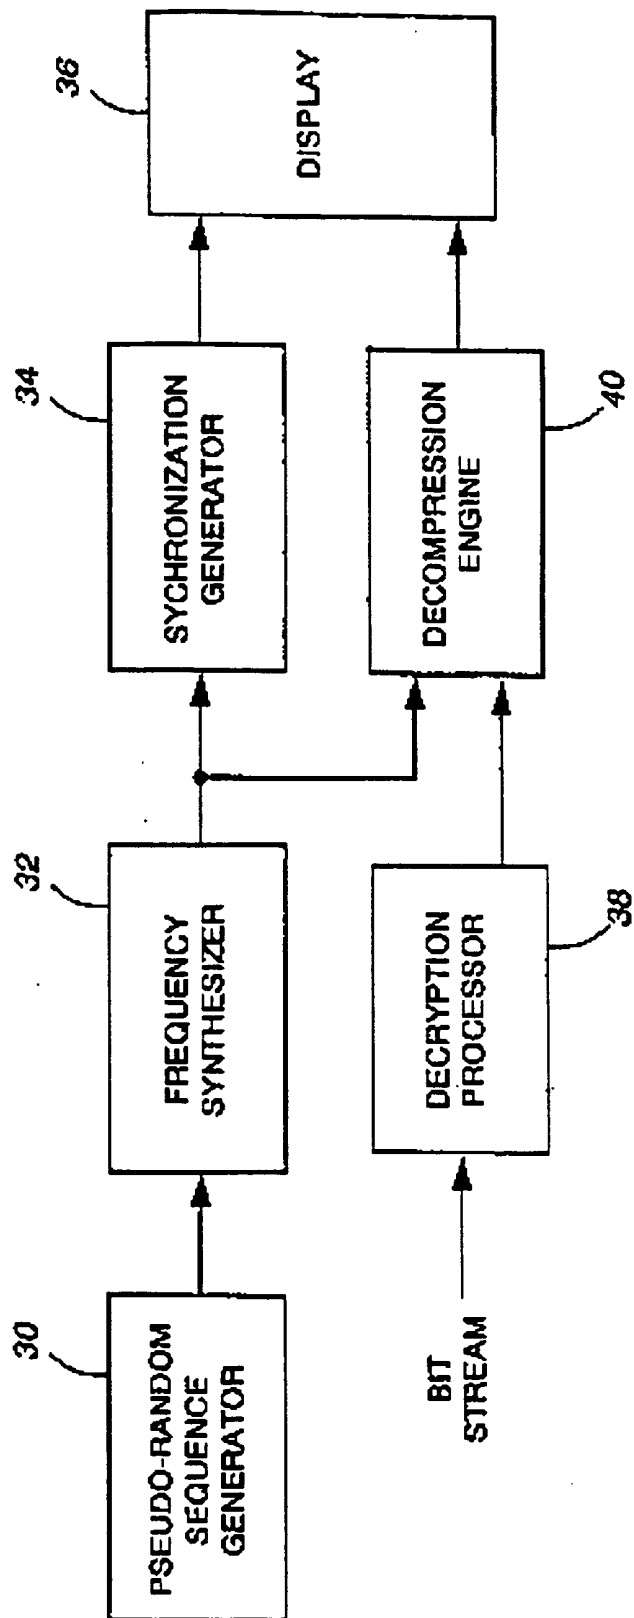 30
PSEUDO-RANDOM
SEQUENCE
GENERATOR
32
FREQUENCY
SYNTHESIZER
34
SYCHRONIZATION
GENERATOR
36
DISPLAY
BIT
STREAM
DECRYPTION
PROCESSOR
38
DECOMPRESSION
ENGINE
40